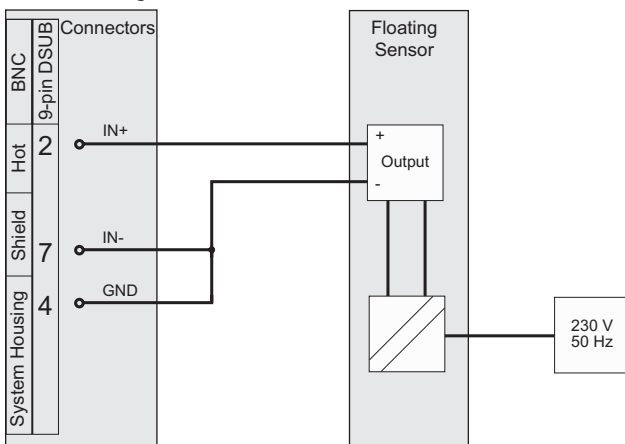 BNC
9-pin DSUB
Connectors
Hot
2
IN+
Shield
7
IN-
System Housing
4
GND
Floating
Sensor
+
Output
-
230 V
50 Hz